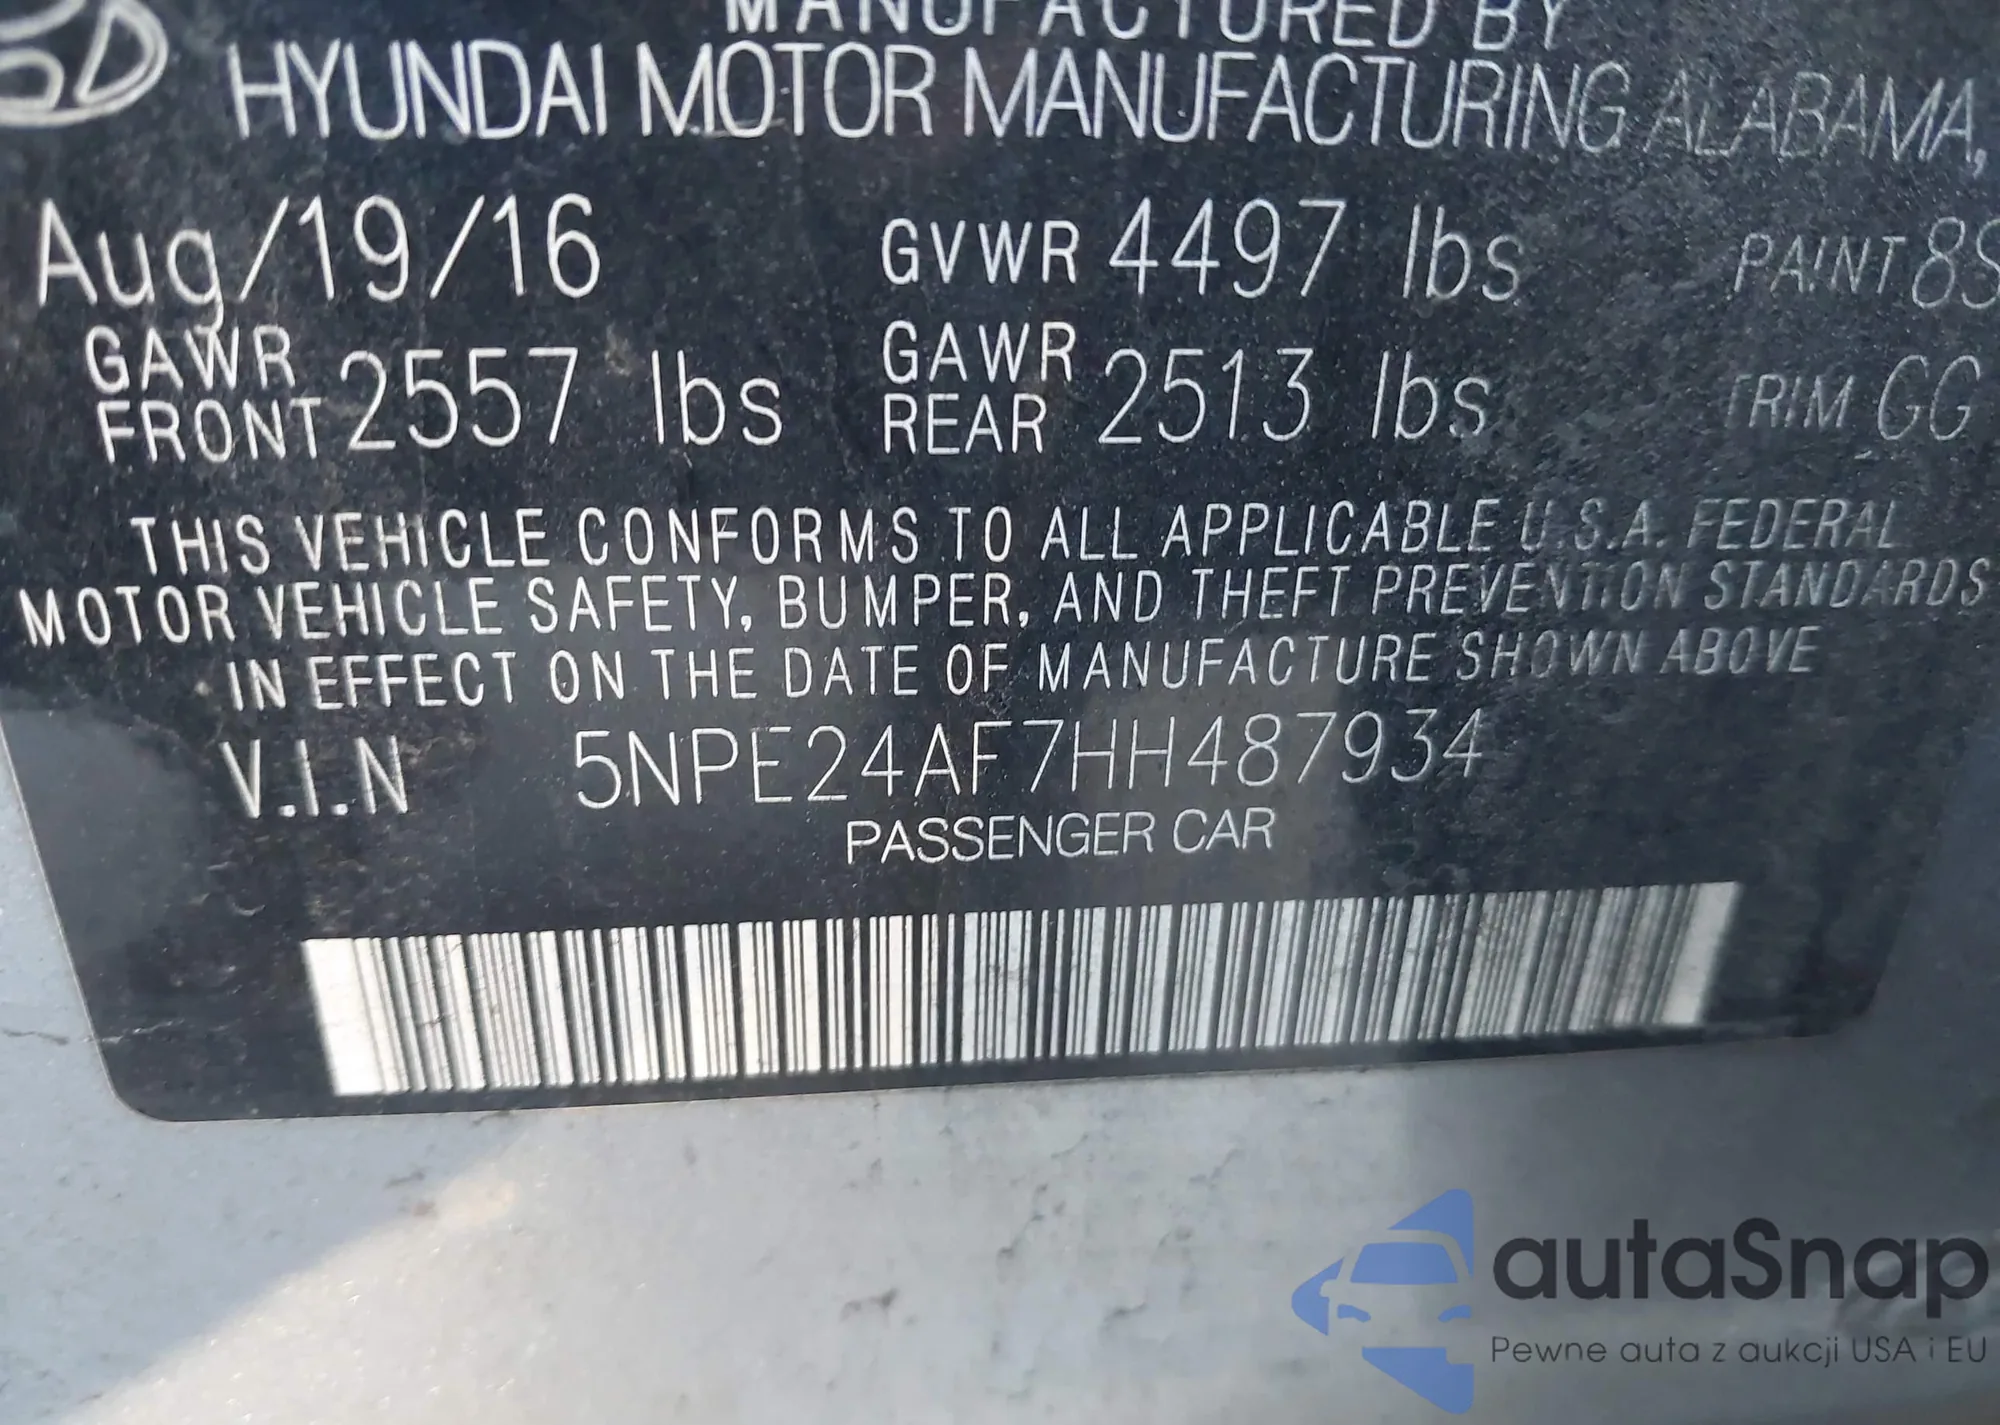 MANUFACTURED BY
HYUNDAI MOTOR MANUFACTURING ALABAMA,
Aug/19/16 GVWR 4497 lbs PAINT 8S
GAWR FRONT 2557 lbs GAWR REAR 2513 lbs TRIM GG
THIS VEHICLE CONFORMS TO ALL APPLICABLE U.S.A. FEDERAL
MOTOR VEHICLE SAFETY, BUMPER, AND THEFT PREVENTION STANDARDS
IN EFFECT ON THE DATE OF MANUFACTURE SHOWN ABOVE
V.I.N 5NPE24AF7HH487934
PASSENGER CAR
autaSnap
Pewne auta z aukcji USA i EU